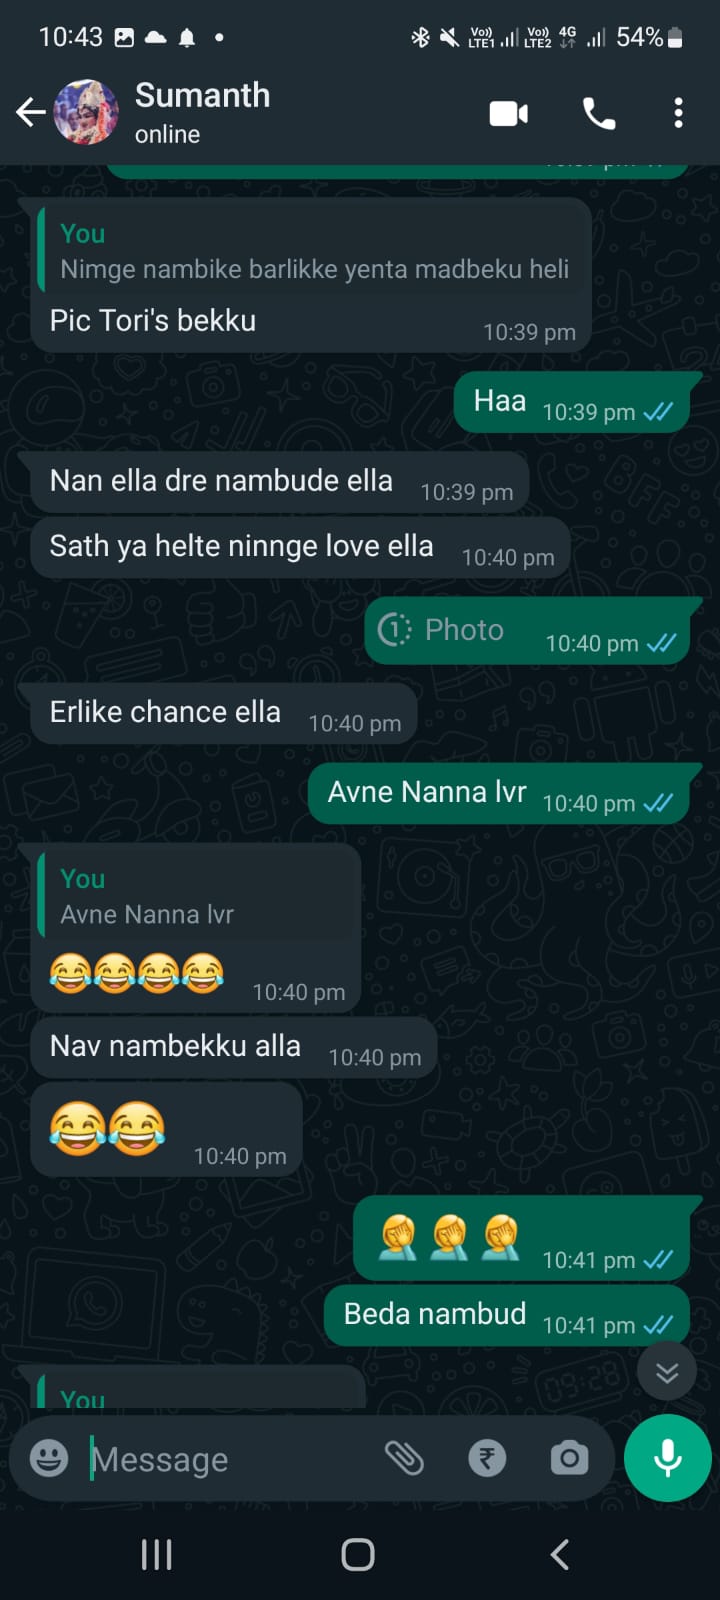 10:43
Vo)) LTE1 Vo)) LTE2 4G 54%
Sumanth
online
You
Nimge nambike barlikke yenta madbeku heli
Pic Tori's bekku
10:39 pm
Haa 10:39 pm
Nan ella dre nambude ella 10:39 pm
Sath ya helte ninnge love ella 10:40 pm
1 Photo 10:40 pm
Erlike chance ella 10:40 pm
Avne Nanna lvr 10:40 pm
You
Avne Nanna lvr
😂😂😂😂 10:40 pm
Nav nambekku alla 10:40 pm
😂😂 10:40 pm
🤦🤦🤦 10:41 pm
Beda nambud 10:41 pm
You
Message ₹